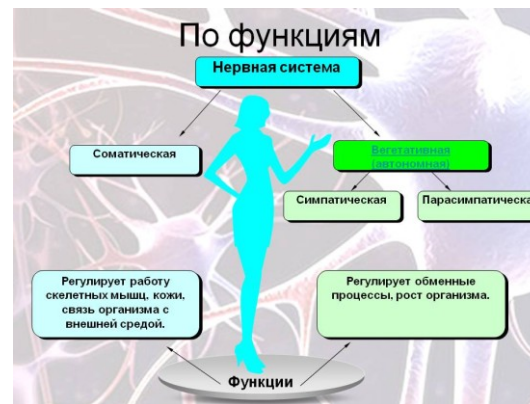 По функциям
Нервная система
Соматическая
Вегетативная
(автономная)
Симпатическая
Парасимпатическа
Регулирует работу
скелетных мышц, кожи,
связь организма с
внешней средой.
Регулирует обменные
процессы, рост организма.
Функции